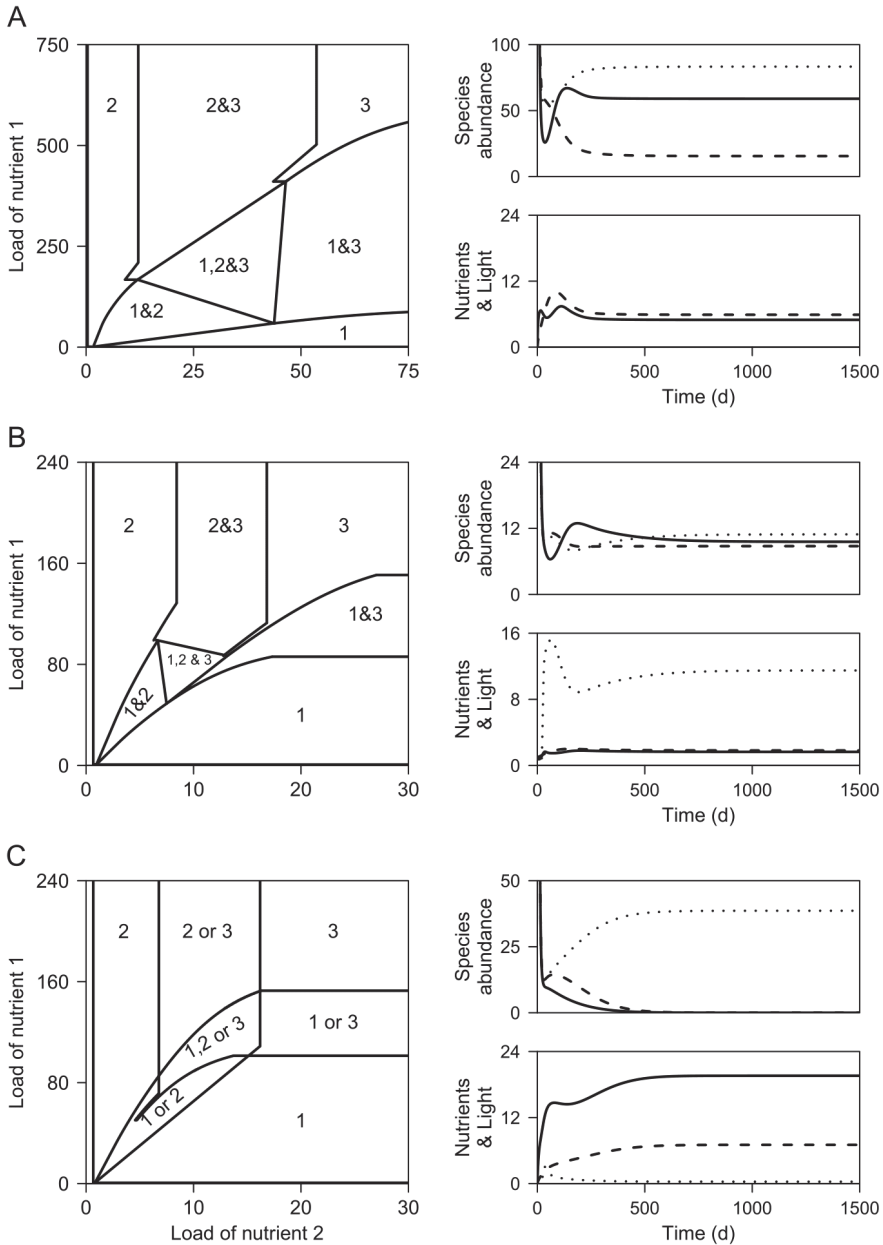 A
Load of nutrient 1
750
500
250
0
2
2&3
3
1,2&3
1&3
1&2
1
0
25
50
75
Species
abundance
100
50
0
Nutrients
& Light
24
12
0
0
500
1000
1500
Time (d)
B
Load of nutrient 1
240
160
80
0
2
2&3
3
1&3
1,2 & 3
1&2
1
0
10
20
30
Species
abundance
24
12
0
Nutrients
& Light
16
8
0
0
500
1000
1500
Time (d)
C
Load of nutrient 1
240
160
80
0
2
2 or 3
3
1,2 or 3
1 or 3
1 or 2
1
0
10
20
30
Load of nutrient 2
Species
abundance
50
25
0
Nutrients
& Light
24
12
0
0
500
1000
1500
Time (d)